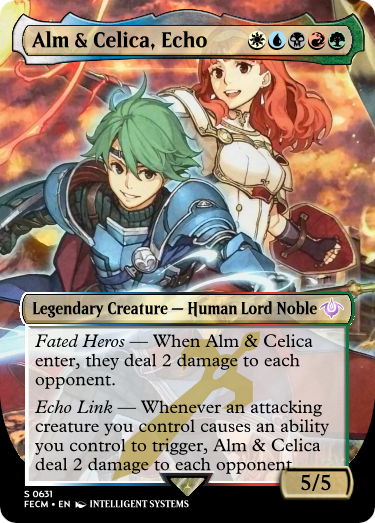 Alm & Celica, Echo
Legendary Creature — Human Lord Noble
Fated Heros — When Alm & Celica
enter, they deal 2 damage to each
opponent.
Echo Link — Whenever an attacking
creature you control causes an ability
you control to trigger, Alm & Celica
deal 2 damage to each opponent.
5/5
S 0631
FECM • EN INTELLIGENT SYSTEMS